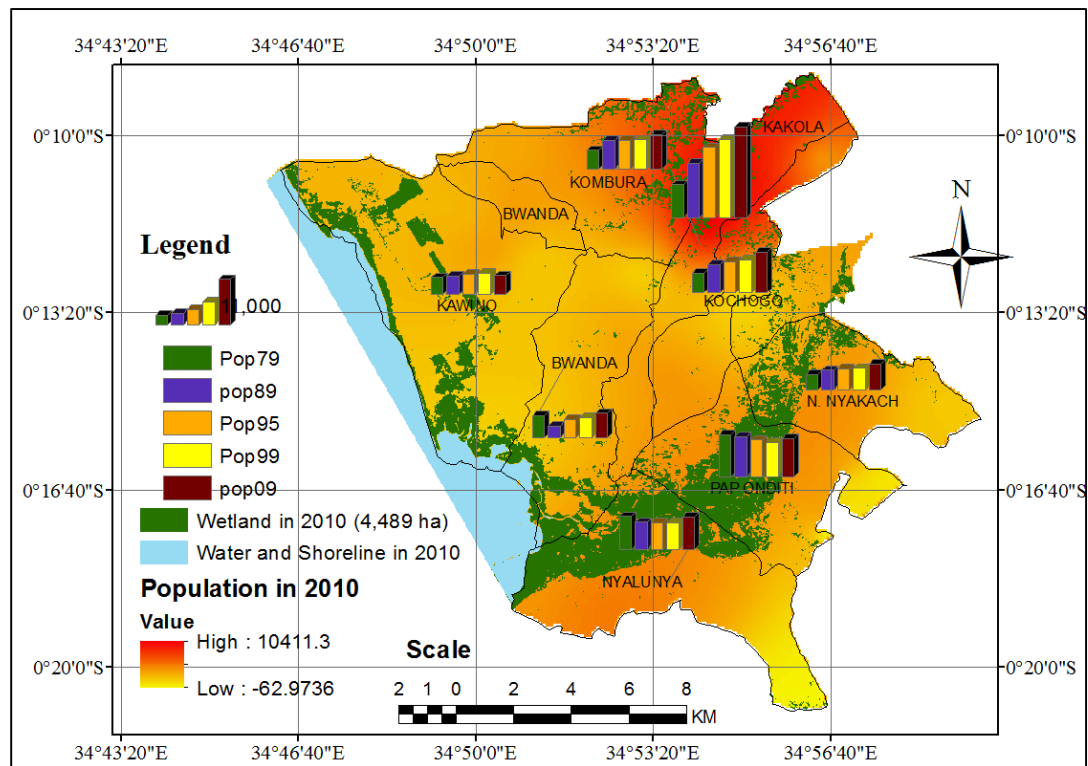 34°43'20"E 34°46'40"E 34°50'0"E 34°53'20"E 34°56'40"E
0°10'0"S 0°10'0"S
KAKOLA
KOMBURA
BWANDA
N
Legend
11,000
KAWINO
KOCHOGO
0°13'20"S 0°13'20"S
Pop79
BWANDA
pop89
N. NYAKACH
Pop95
Pop99
pop09
PAP ONDITI
0°16'40"S 0°16'40"S
Wetland in 2010 (4,489 ha)
Water and Shoreline in 2010
NYALUNYA
Population in 2010
Value
High : 10411.3
Low : -62.9736
Scale
0°20'0"S 0°20'0"S
2 1 0 2 4 6 8
KM
34°43'20"E 34°46'40"E 34°50'0"E 34°53'20"E 34°56'40"E